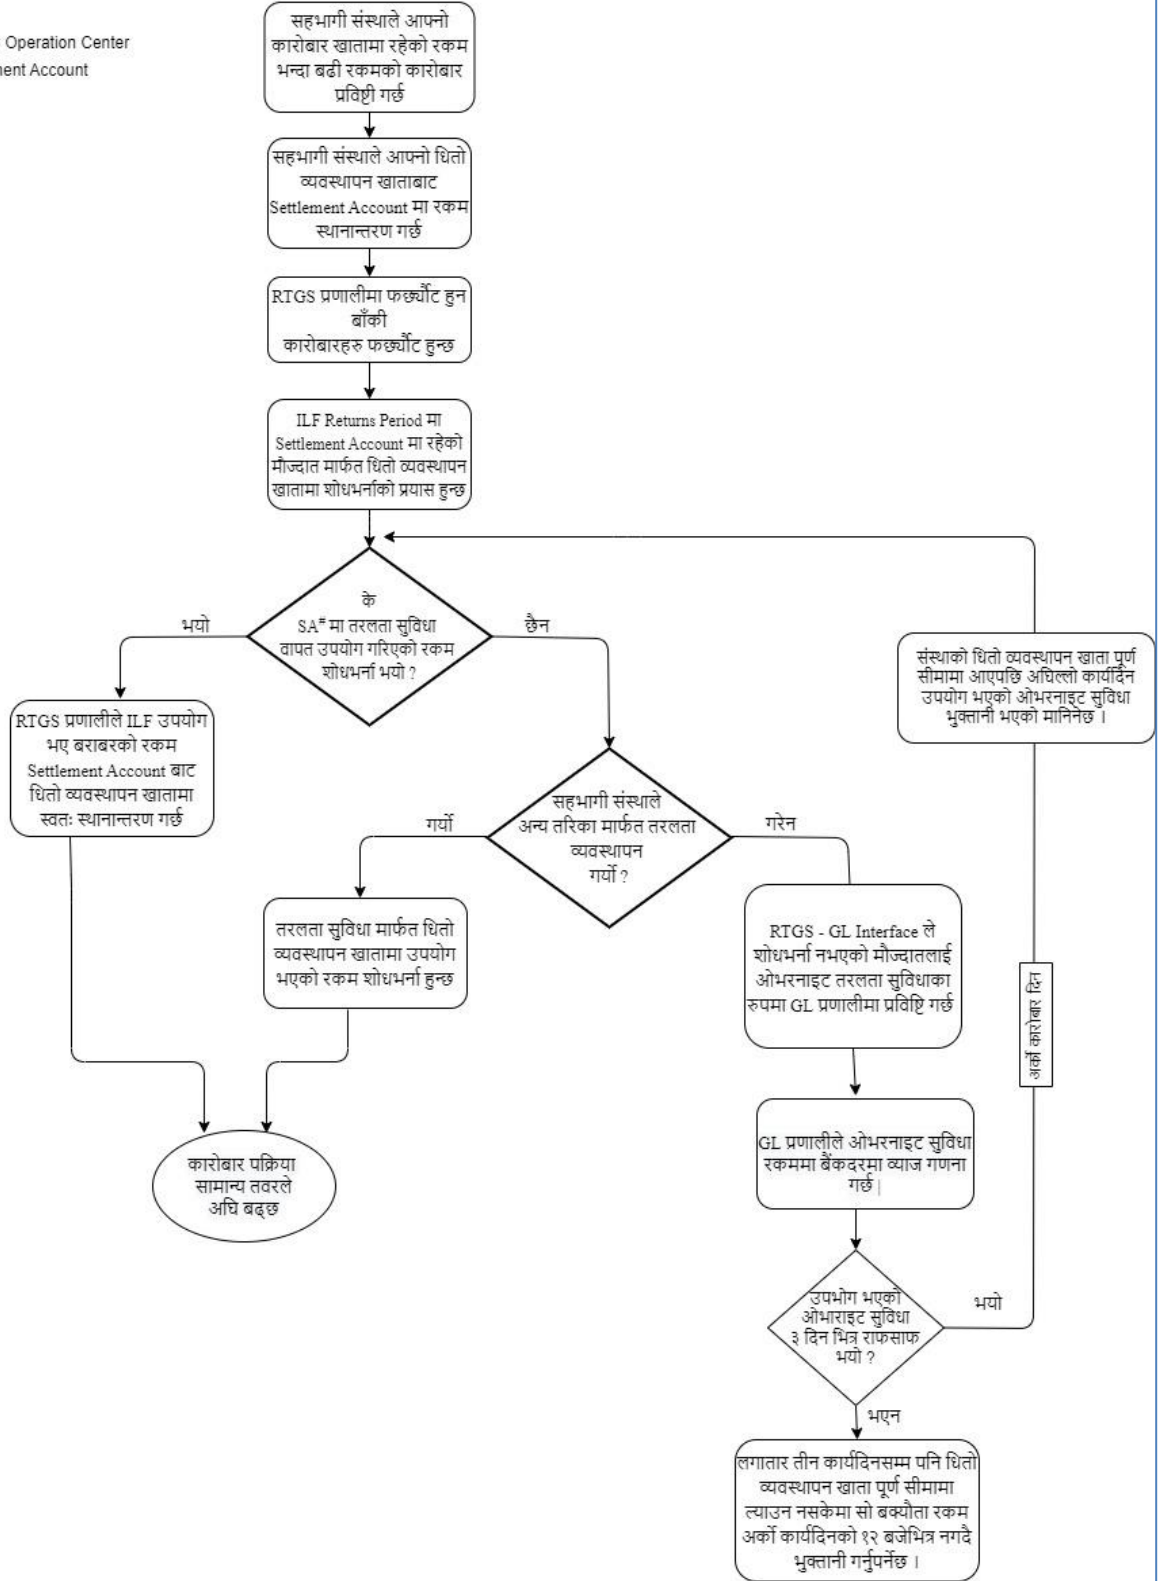 सहभागी संस्थाले आफ्नो
कारोबार खातामा रहेको रकम
भन्दा बढी रकमको कारोबार
प्रविष्टी गर्छ
Operation Center
Account
सहभागी संस्थाले आफ्नो धितो
व्यवस्थापन खाताबाट
Settlement Account मा रकम
स्थानान्तरण गर्छ
RTGS प्रणालीमा फर्छ्यौट हुन
बाँकी
कारोबारहरु फर्छ्यौट हुन्छ
ILF Returns Period मा
Settlement Account मा रहेको
मौज्दात मार्फत धितो व्यवस्थापन
खातामा शोधभर्नाको प्रयास हुन्छ
के
SA# मा तरलता सुविधा
वापत उपयोग गरिएको रकम
शोधभर्ना भयो ?
भयो
छैन
RTGS प्रणालीले ILF उपयोग
भए बराबरको रकम
Settlement Account बाट
धितो व्यवस्थापन खातामा
स्वतः स्थानान्तरण गर्छ
संस्थाको धितो व्यवस्थापन खाता पूर्ण
सीमामा आएपछि अघिल्लो कार्यदिन
उपयोग भएको ओभरनाइट सुविधा
भुक्तानी भएको मानिनेछ ।
सहभागी संस्थाले
अन्य तरिका मार्फत तरलता
व्यवस्थापन
गर्यो ?
गर्यो
गरेन
तरलता सुविधा मार्फत धितो
व्यवस्थापन खातामा उपयोग
भएको रकम शोधभर्ना हुन्छ
RTGS - GL Interface ले
शोधभर्ना नभएको मौज्दातलाई
ओभरनाइट तरलता सुविधाका
रुपमा GL प्रणालीमा प्रविष्टि गर्छ
अर्को कारोबार दिन
कारोबार पक्रिया
सामान्य तवरले
अघि बढ्छ
GL प्रणालीले ओभरनाइट सुविधा
रकममा बैंकदरमा व्याज गणना
गर्छ |
उपभोग भएको
ओभाराइट सुविधा
३ दिन भित्र राफसाफ
भयो ?
भयो
भएन
लगातार तीन कार्यदिनसम्म पनि धितो
व्यवस्थापन खाता पूर्ण सीमामा
ल्याउन नसकेमा सो बक्यौता रकम
अर्को कार्यदिनको १२ बजेभित्र नगदै
भुक्तानी गर्नुपर्नेछ ।